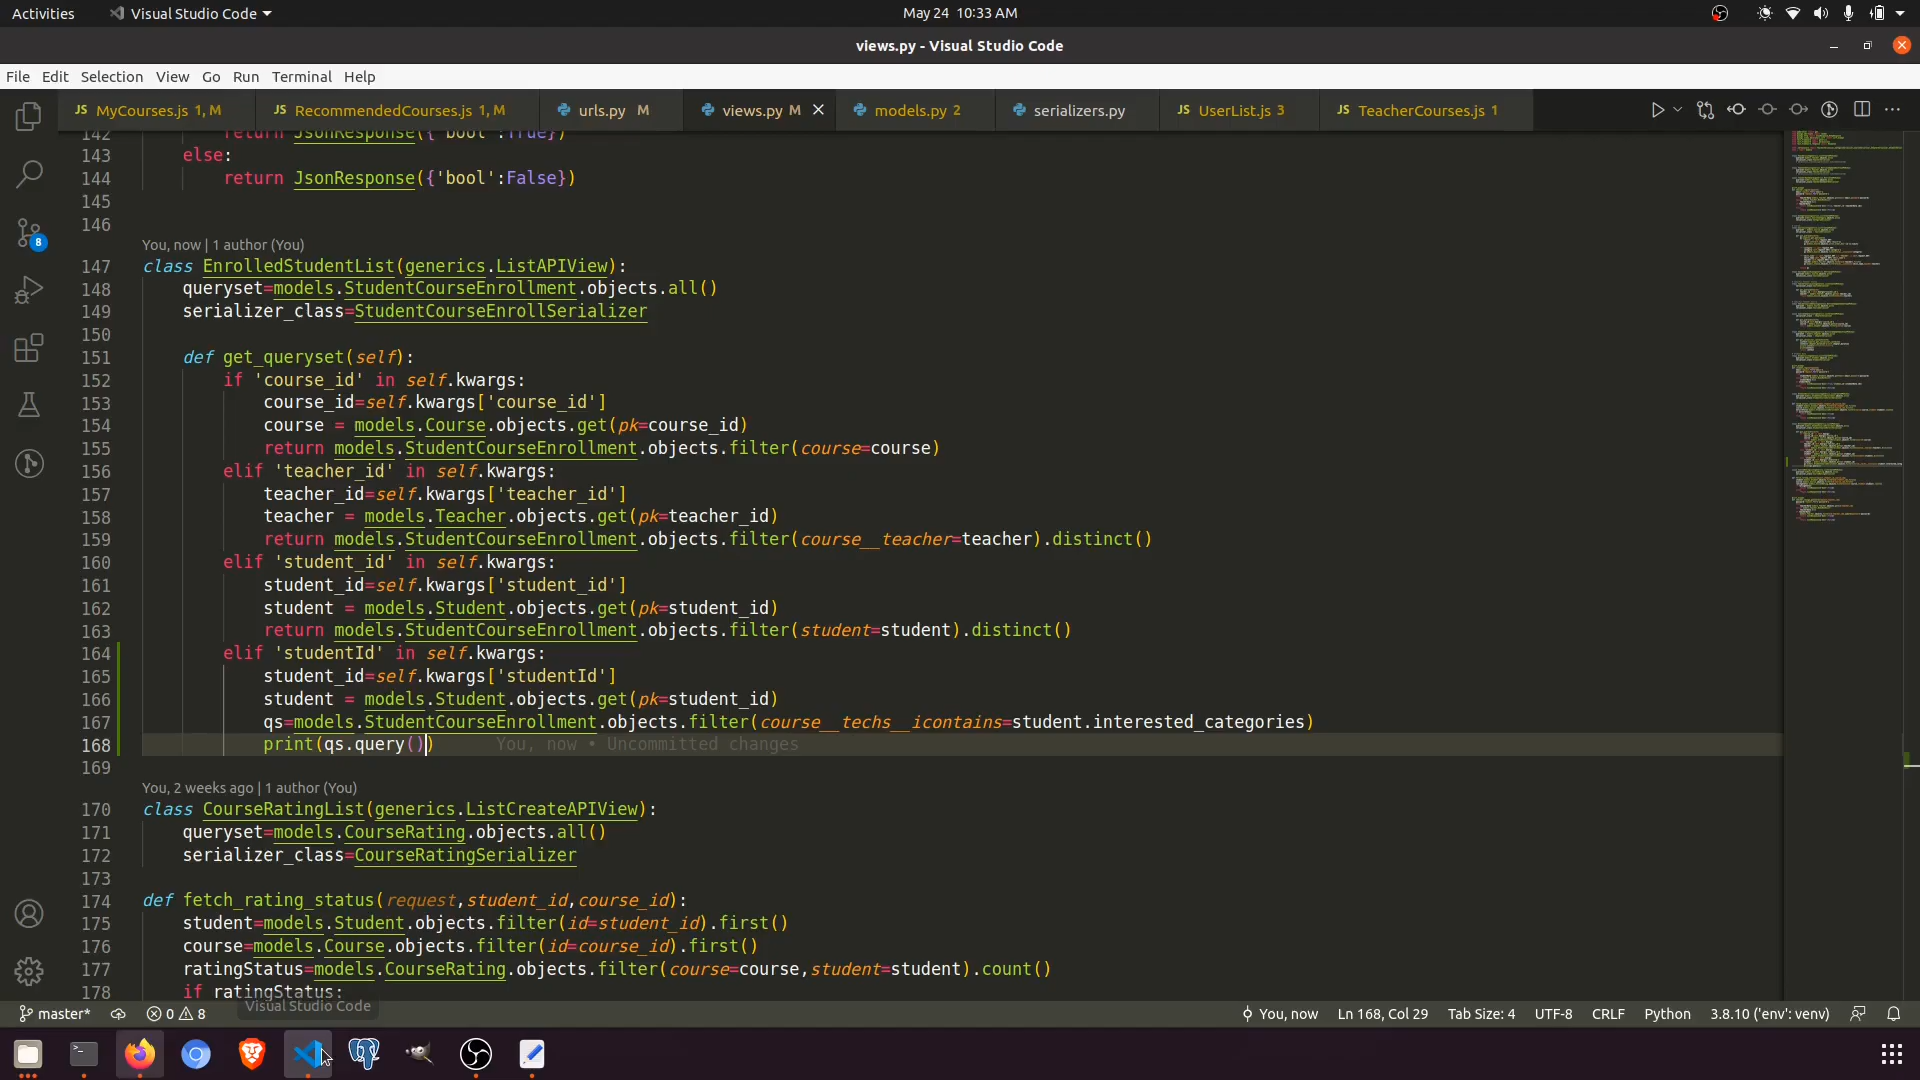 Activities
Visual Studio Code
May 24 10:33 AM
views.py - Visual Studio Code
File Edit Selection View Go Run Terminal Help
JS MyCourses.js 1, M
JS RecommendedCourses.js 1, M
urls.py M
views.py M
models.py 2
serializers.py
JS UserList.js 3
JS TeacherCourses.js 1
142 return JsonResponse({'bool':True})
143 else:
144 return JsonResponse({'bool':False})
145
146
You, now | 1 author (You)
147 class EnrolledStudentList(generics.ListAPIView):
148 queryset=models.StudentCourseEnrollment.objects.all()
149 serializer_class=StudentCourseEnrollSerializer
150
151 def get_queryset(self):
152 if 'course_id' in self.kwargs:
153 course_id=self.kwargs['course_id']
154 course = models.Course.objects.get(pk=course_id)
155 return models.StudentCourseEnrollment.objects.filter(course=course)
156 elif 'teacher_id' in self.kwargs:
157 teacher_id=self.kwargs['teacher_id']
158 teacher = models.Teacher.objects.get(pk=teacher_id)
159 return models.StudentCourseEnrollment.objects.filter(course__teacher=teacher).distinct()
160 elif 'student_id' in self.kwargs:
161 student_id=self.kwargs['student_id']
162 student = models.Student.objects.get(pk=student_id)
163 return models.StudentCourseEnrollment.objects.filter(student=student).distinct()
164 elif 'studentId' in self.kwargs:
165 student_id=self.kwargs['studentId']
166 student = models.Student.objects.get(pk=student_id)
167 qs=models.StudentCourseEnrollment.objects.filter(course__techs__icontains=student.interested_categories)
168 print(qs.query()) You, now • Uncommitted changes
169
You, 2 weeks ago | 1 author (You)
170 class CourseRatingList(generics.ListCreateAPIView):
171 queryset=models.CourseRating.objects.all()
172 serializer_class=CourseRatingSerializer
173
174 def fetch_rating_status(request,student_id,course_id):
175 student=models.Student.objects.filter(id=student_id).first()
176 course=models.Course.objects.filter(id=course_id).first()
177 ratingStatus=models.CourseRating.objects.filter(course=course,student=student).count()
178 if ratingStatus:
8
Visual Studio Code
master* 0 8
You, now Ln 168, Col 29 Tab Size: 4 UTF-8 CRLF Python 3.8.10 ('env': venv)